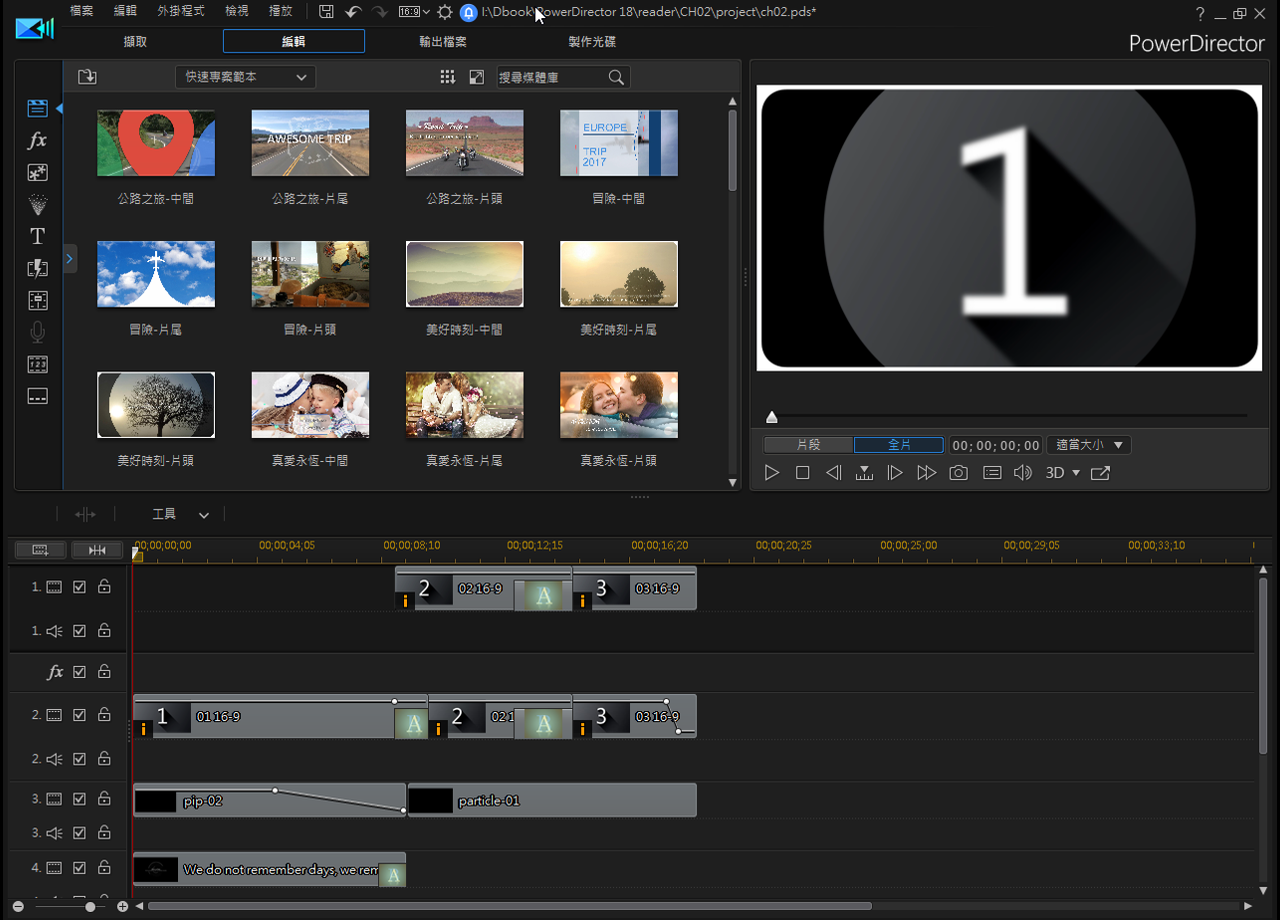 檔案 編輯 外掛程式 檢視 播放 16:9 I:\Dbook\PowerDirector 18\reader\CH02\project\ch02.pds* ?
擷取 編輯 輸出檔案 製作光碟
PowerDirector
快速專案範本 搜尋媒體庫
fx
T
AWESOME TRIP
Road Trip
EUROPE
TRIP
2017
公路之旅-中間 公路之旅-片尾 公路之旅-片頭 冒險-中間
冒險-片尾 冒險-片頭 美好時刻-中間 美好時刻-片尾
美好時刻-片頭 真愛永恆-中間 真愛永恆-片尾 真愛永恆-片頭
1
片段 全片 00;00;00;00 適當大小
3D
工具
00;00;00;00 00;00;04;05 00;00;08;10 00;00;12;15 00;00;16;20 00;00;20;25 00;00;25;00 00;00;29;05 00;00;33;10
1. 2 02 16-9 A 3 03 16-9
1.
fx
2. 1 01 16-9 A 2 02 1 A 3 03 16-9
2.
3. pip-02 particle-01
3.
4. We do not remember days, we rem A